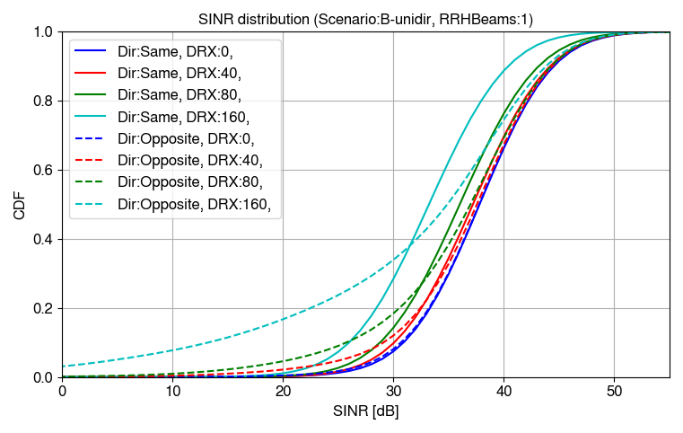 SINR distribution (Scenario:B-unidir, RRHBeams:1)
1.0
0.8
0.6
0.4
0.2
0.0
CDF
Dir:Same, DRX:0,
Dir:Same, DRX:40,
Dir:Same, DRX:80,
Dir:Same, DRX:160,
Dir:Opposite, DRX:0,
Dir:Opposite, DRX:40,
Dir:Opposite, DRX:80,
Dir:Opposite, DRX:160,
0 10 20 30 40 50
SINR [dB]